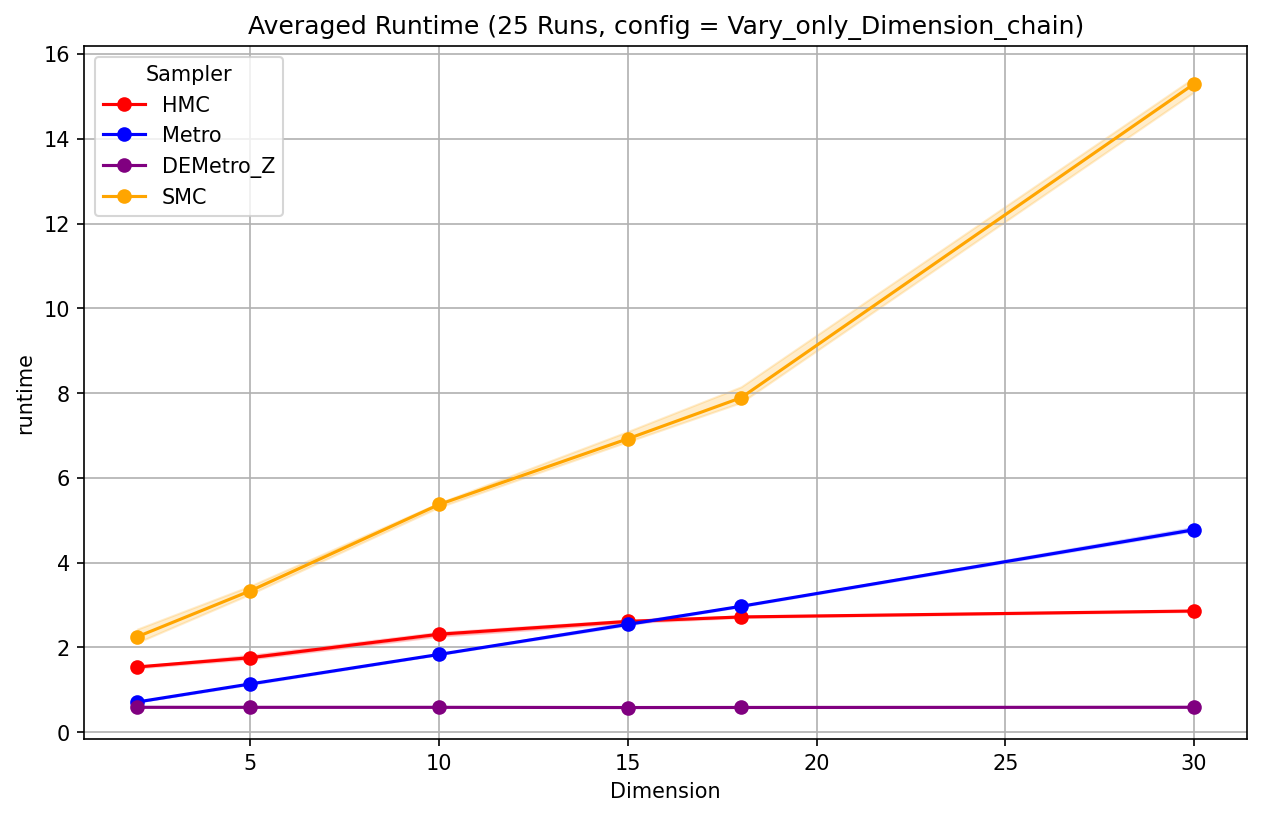 Averaged Runtime (25 Runs, config = Vary_only_Dimension_chain)
Sampler
HMC
Metro
DEMetro_Z
SMC
runtime
16
14
12
10
8
6
4
2
0
5 10 15 20 25 30
Dimension